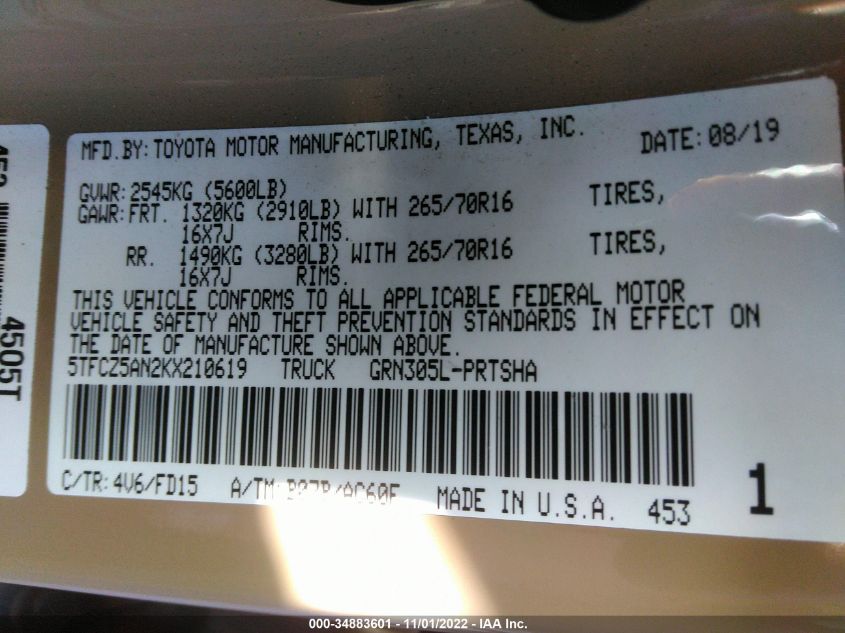 MFD.BY:TOYOTA MOTOR MANUFACTURING, TEXAS, INC. DATE:08/19
GVWR:2545KG (5600LB)
GAWR:FRT. 1320KG (2910LB) WITH 265/70R16 TIRES,
16X7J RIMS.
RR. 1490KG (3280LB) WITH 265/70R16 TIRES,
16X7J RIMS.
THIS VEHICLE CONFORMS TO ALL APPLICABLE FEDERAL MOTOR
VEHICLE SAFETY AND THEFT PREVENTION STANDARDS IN EFFECT ON
THE DATE OF MANUFACTURE SHOWN ABOVE.
5TFCZ5AN2KX210619 TRUCK GRN305L-PRTSHA
C/TR:4V6/FD15 A/TM: MADE IN U.S.A. 453 1
4505T
000-34883601 - 11/01/2022 - IAA Inc.